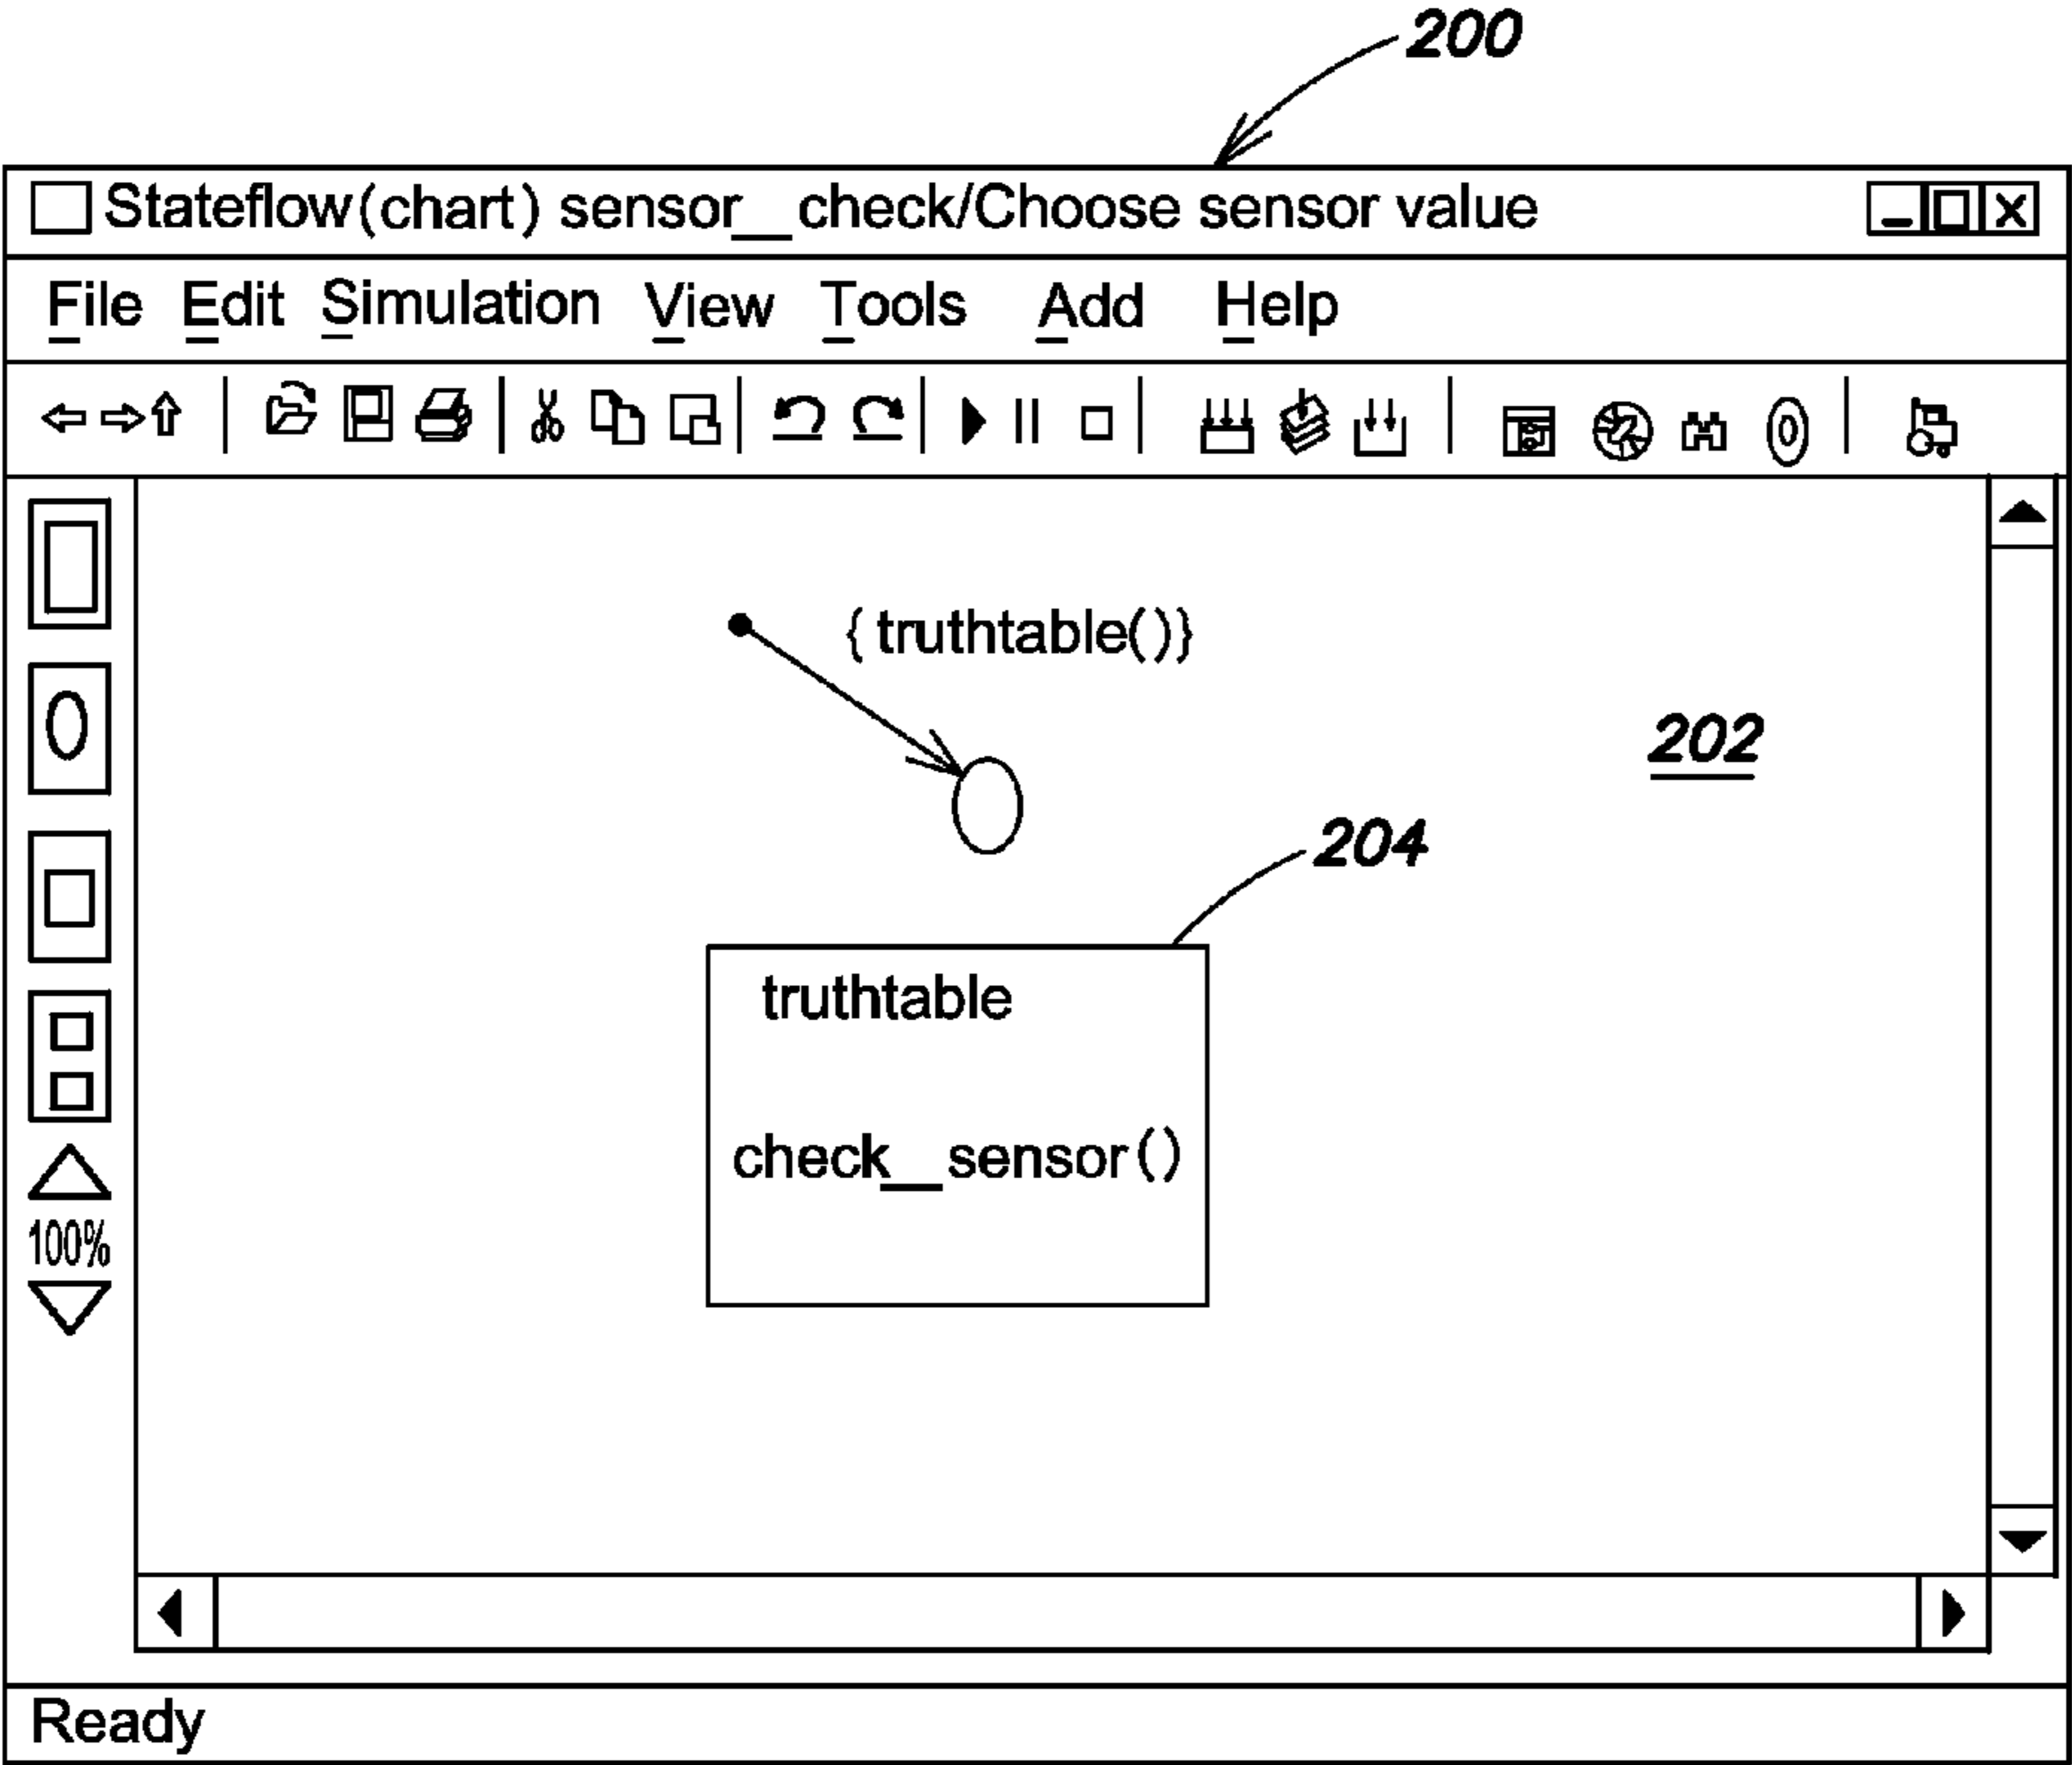 200
Stateflow(chart) sensor__check/Choose sensor value
File Edit Simulation View Tools Add Help
{truthtable()}
202
204
truthtable
check__sensor()
100%
Ready